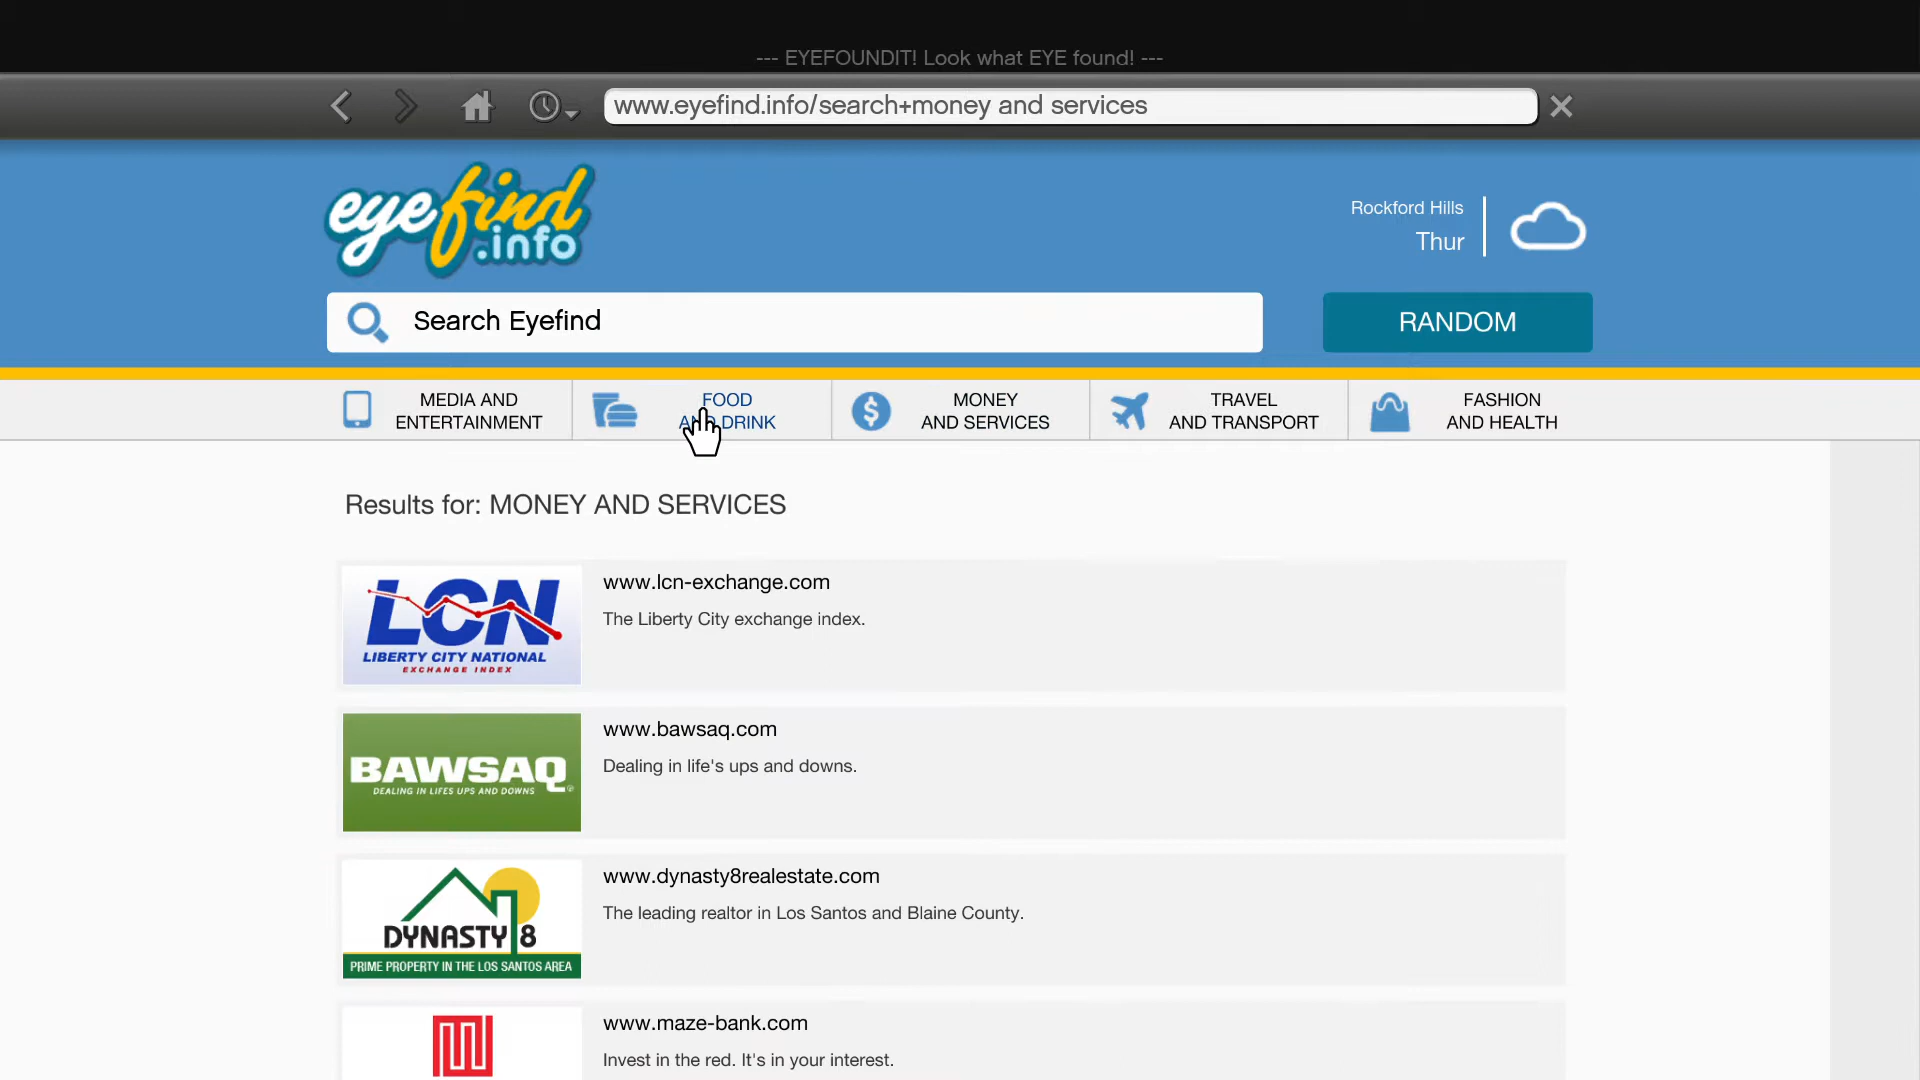 --- EYEFOUNDIT! Look what EYE found! ---
www.eyefind.info/search+money and services
eyefind
.info
Rockford Hills
Thur
Search Eyefind
RANDOM
MEDIA AND
ENTERTAINMENT
FOOD
AND DRINK
MONEY
AND SERVICES
TRAVEL
AND TRANSPORT
FASHION
AND HEALTH
Results for: MONEY AND SERVICES
LCN
LIBERTY CITY NATIONAL
EXCHANGE INDEX
www.lcn-exchange.com
The Liberty City exchange index.
BAWSAQ
DEALING IN LIFES UPS AND DOWNS
www.bawsaq.com
Dealing in life's ups and downs.
DYNASTY 8
PRIME PROPERTY IN THE LOS SANTOS AREA
www.dynasty8realestate.com
The leading realtor in Los Santos and Blaine County.
www.maze-bank.com
Invest in the red. It's in your interest.